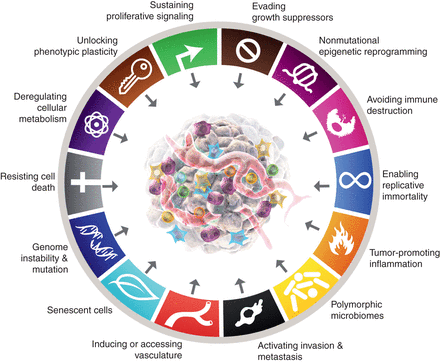 Sustaining
proliferative signaling
Evading
growth suppressors
Nonmutational
epigenetic reprogramming
Avoiding immune
destruction
Enabling
replicative
immortality
Tumor-promoting
inflammation
Polymorphic
microbiomes
Activating invasion &
metastasis
Inducing or accessing
vasculature
Senescent cells
Genome
instability &
mutation
Resisting cell
death
Deregulating
cellular
metabolism
Unlocking
phenotypic plasticity